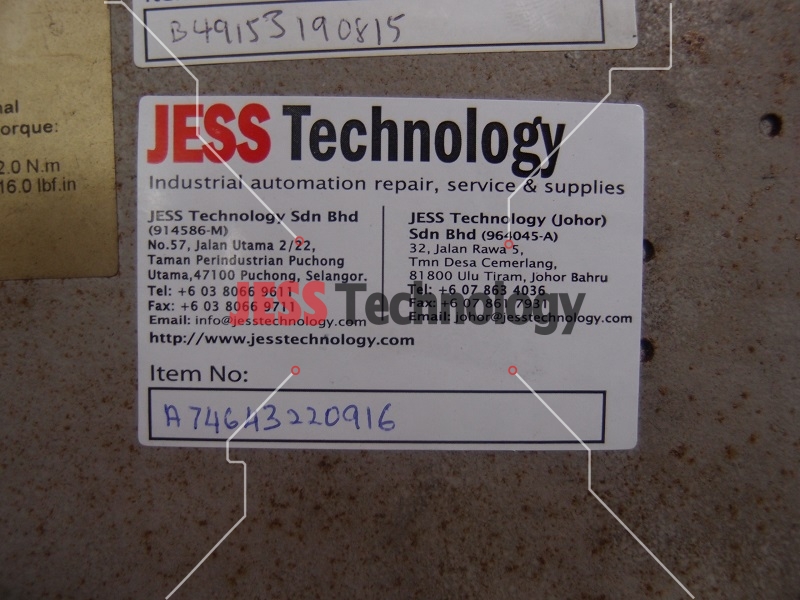 B49153190815
orque:
2.0 N.m
16.0 lbf.in
JESS Technology
Industrial automation repair, service & supplies
JESS Technology Sdn Bhd
(914586-M)
No.57, Jalan Utama 2/22,
Taman Perindustrian Puchong
Utama,47100 Puchong, Selangor.
Tel: +6 03 8066 9611
Fax: +6 03 8066 9711
Email: info@jesstechnology.com
http://www.jesstechnology.com
JESS Technology (Johor)
Sdn Bhd (964045-A)
32, Jalan Rawa 5,
Tmn Desa Cemerlang,
81800 Ulu Tiram, Johor Bahru
Tel: +6 07 863 4036
Fax: +6 07 861 7931
Email: johor@jesstechnology.com
JESS Technology
Item No:
A74643220916